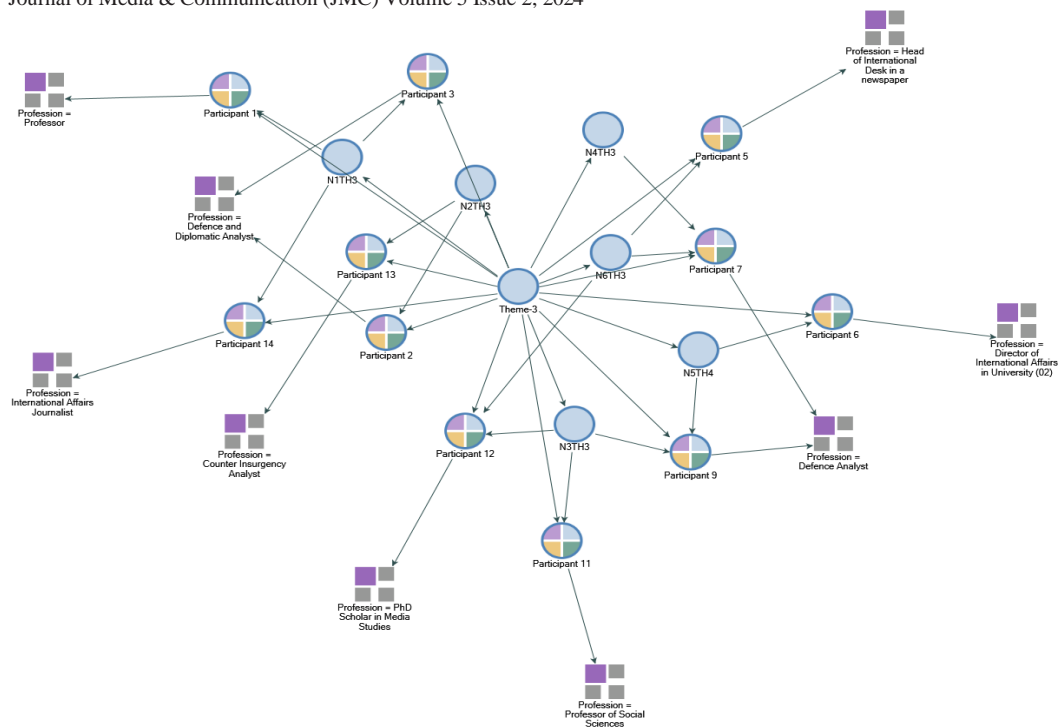 Journal of Media & Communication (JMC) Volume 5 Issue 2, 2024
Profession = Head
of International
Desk in a
newspaper
Participant 3
Participant 1
Profession =
Professor
N4TH3
Participant 5
N1TH3
N2TH3
Profession =
Defence and
Diplomatic Analyst
Participant 13
N6TH3
Participant 7
Theme-3
Participant 6
Participant 14
Participant 2
Profession =
Director of
International Affairs
in University (02)
N5TH4
Profession =
International Affairs
Journalist
Participant 12
N3TH3
Participant 9
Profession =
Counter Insurgency
Analyst
Profession =
Defence Analyst
Participant 11
Profession = PhD
Scholar in Media
Studies
Profession =
Professor of Social
Sciences